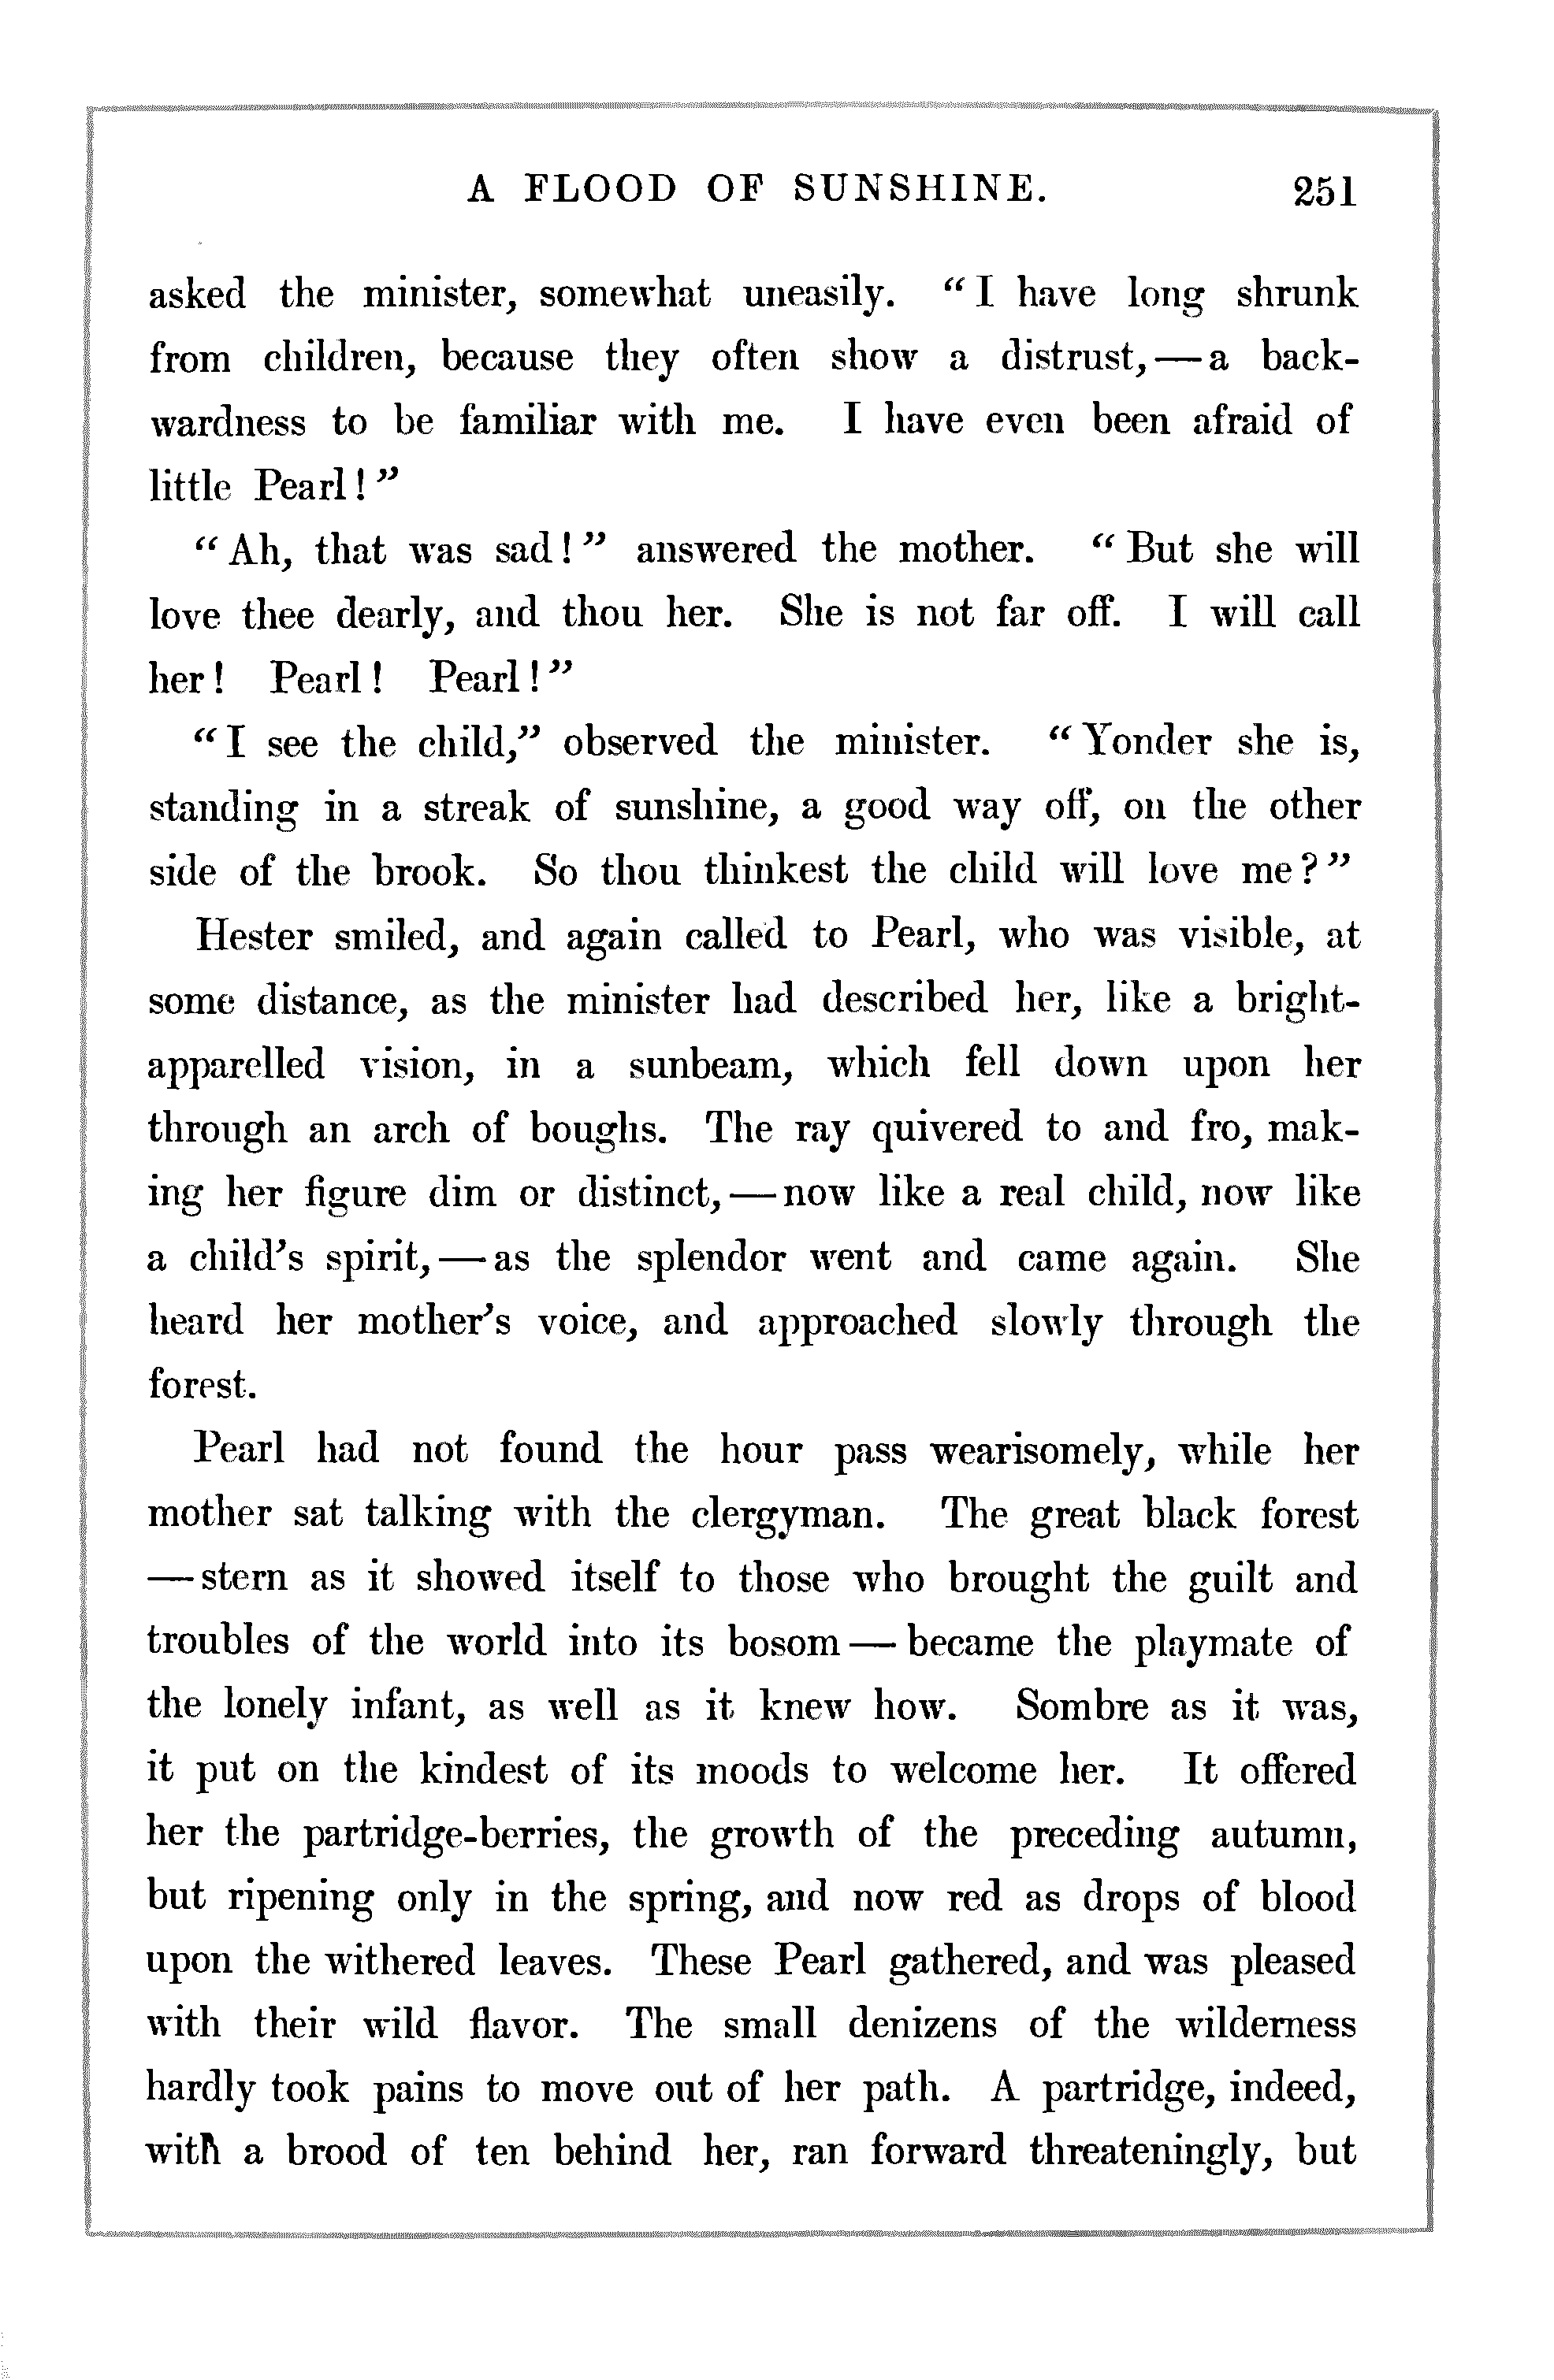 A FLOOD OF SUNSHINE. 251
asked the minister, somewhat uneasily. “I have long shrunk
from children, because they often show a distrust,—a back-
wardness to be familiar with me. I have even been afraid of
little Pearl!”
“Ah, that was sad!” answered the mother. “But she will
love thee dearly, and thou her. She is not far off. I will call
her! Pearl! Pearl!”
“I see the child,” observed the minister. “Yonder she is,
standing in a streak of sunshine, a good way off, on the other
side of the brook. So thou thinkest the child will love me?”
Hester smiled, and again called to Pearl, who was visible, at
some distance, as the minister had described her, like a bright-
apparelled vision, in a sunbeam, which fell down upon her
through an arch of boughs. The ray quivered to and fro, mak-
ing her figure dim or distinct,—now like a real child, now like
a child’s spirit,—as the splendor went and came again. She
heard her mother’s voice, and approached slowly through the
forest.
Pearl had not found the hour pass wearisomely, while her
mother sat talking with the clergyman. The great black forest
—stern as it showed itself to those who brought the guilt and
troubles of the world into its bosom—became the playmate of
the lonely infant, as well as it knew how. Sombre as it was,
it put on the kindest of its moods to welcome her. It offered
her the partridge-berries, the growth of the preceding autumn,
but ripening only in the spring, and now red as drops of blood
upon the withered leaves. These Pearl gathered, and was pleased
with their wild flavor. The small denizens of the wilderness
hardly took pains to move out of her path. A partridge, indeed,
with a brood of ten behind her, ran forward threateningly, but